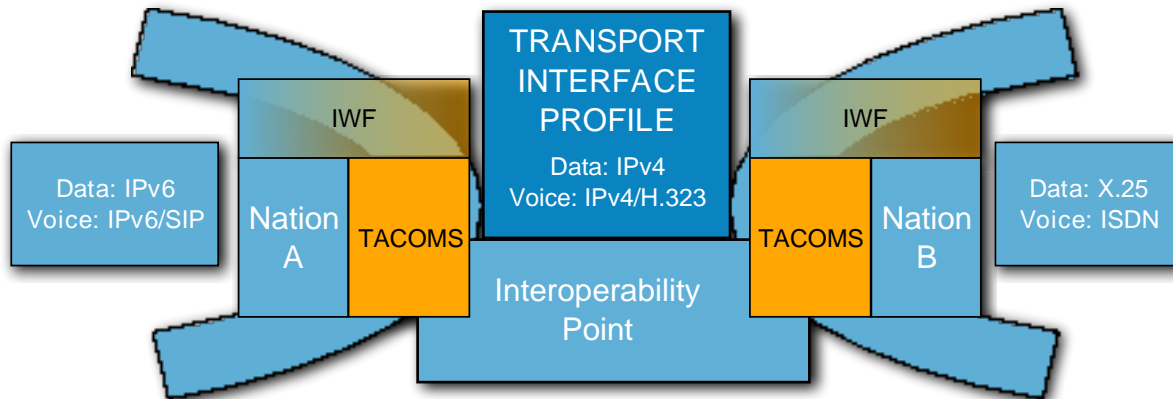 TRANSPORT
INTERFACE
PROFILE
Data: IPv4
Voice: IPv4/H.323
IWF
IWF
Data: IPv6
Voice: IPv6/SIP
Nation
A
TACOMS
TACOMS
Nation
B
Data: X.25
Voice: ISDN
Interoperability
Point